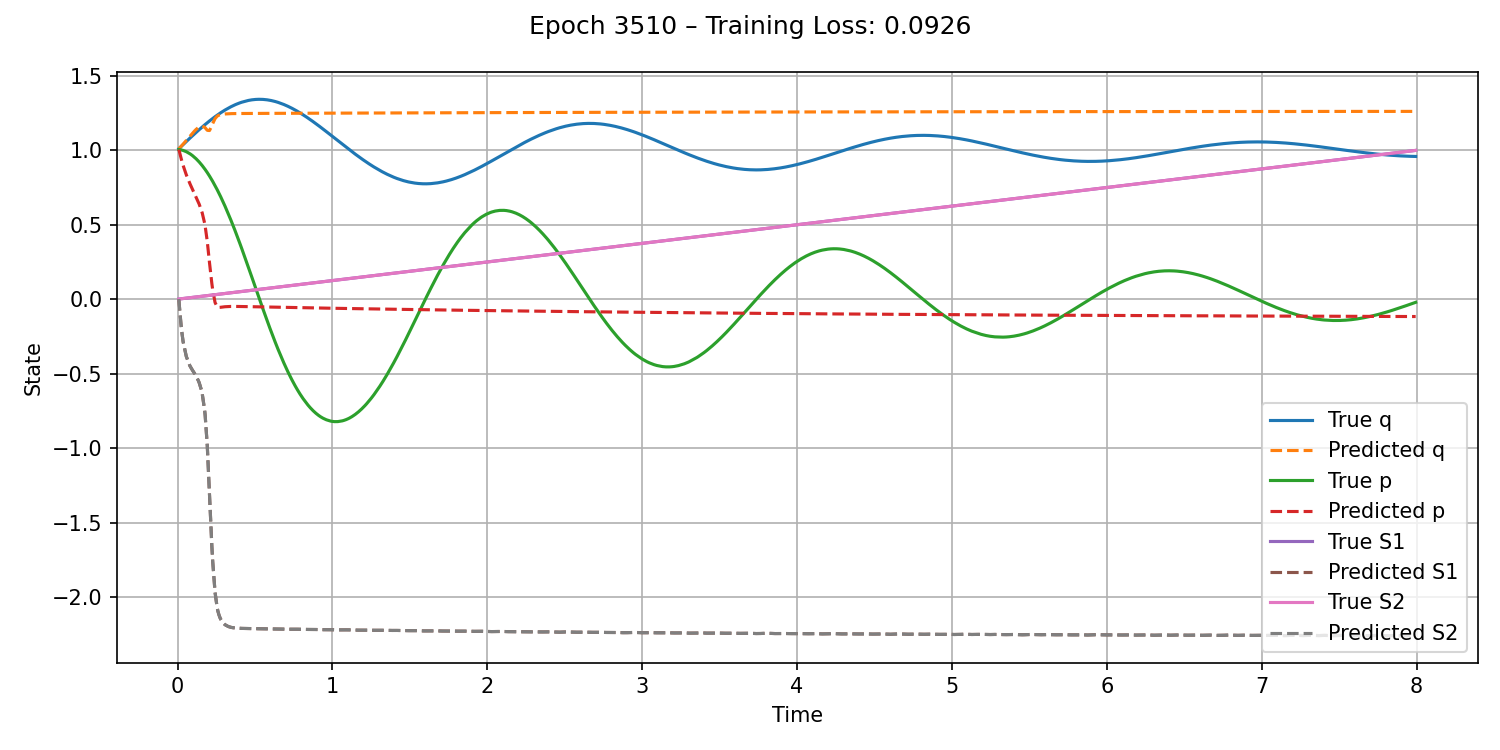 Epoch 3510 – Training Loss: 0.0926
1.5
1.0
0.5
0.0
−0.5
−1.0
−1.5
−2.0
State
True q
Predicted q
True p
Predicted p
True S1
Predicted S1
True S2
Predicted S2
0 1 2 3 4 5 6 7 8
Time